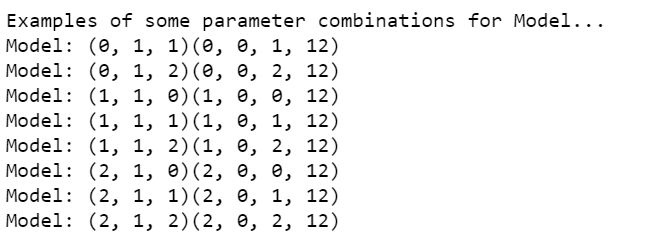 Examples of some parameter combinations for Model...
Model: (0, 1, 1)(0, 0, 1, 12)
Model: (0, 1, 2)(0, 0, 2, 12)
Model: (1, 1, 0)(1, 0, 0, 12)
Model: (1, 1, 1)(1, 0, 1, 12)
Model: (1, 1, 2)(1, 0, 2, 12)
Model: (2, 1, 0)(2, 0, 0, 12)
Model: (2, 1, 1)(2, 0, 1, 12)
Model: (2, 1, 2)(2, 0, 2, 12)